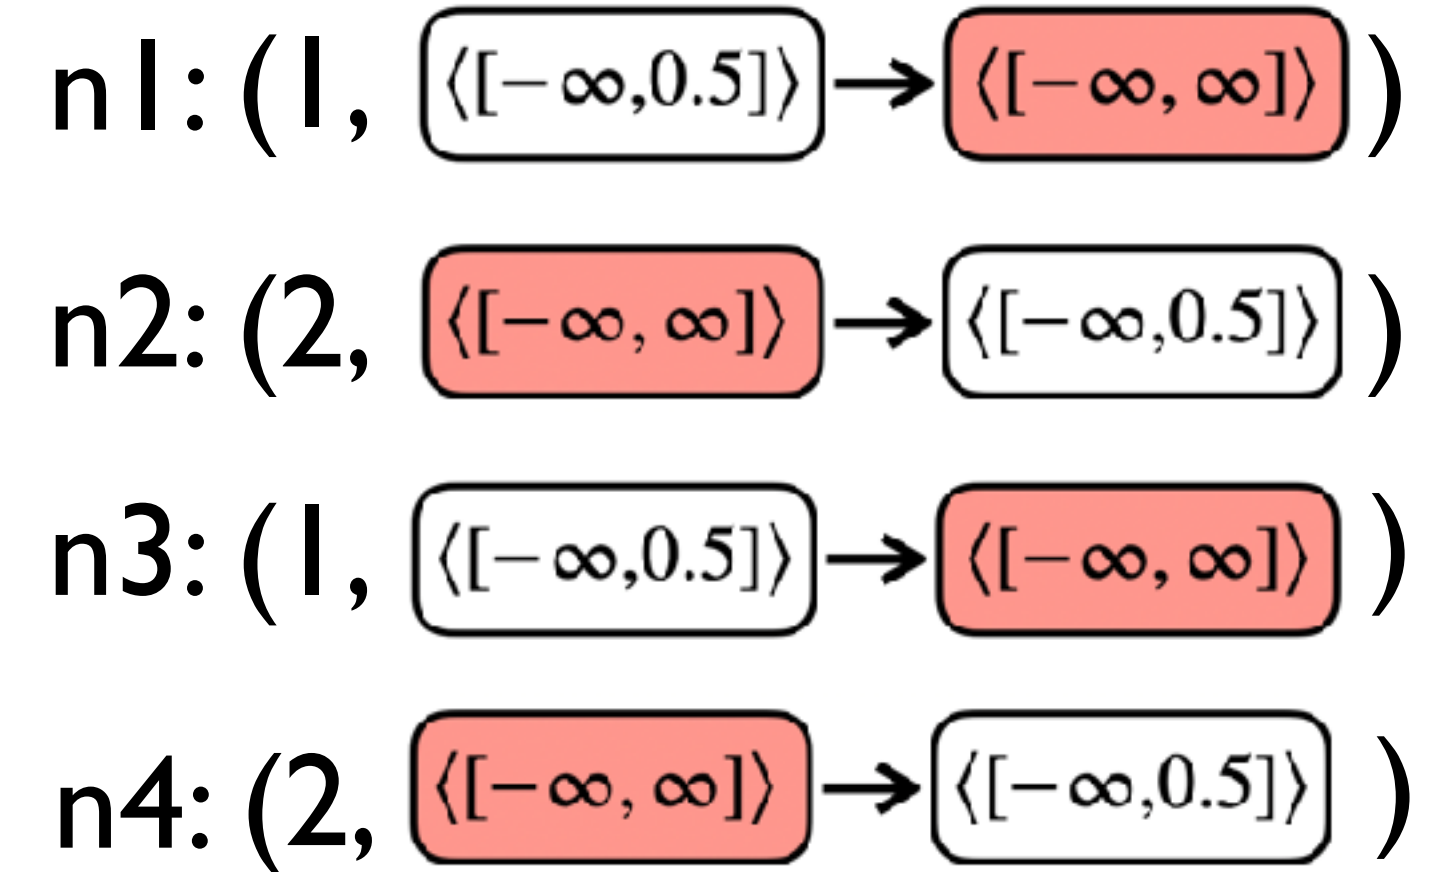 n1: (1, ⟨[−∞,0.5]⟩ → ⟨[−∞, ∞]⟩ )
n2: (2, ⟨[−∞, ∞]⟩ → ⟨[−∞,0.5]⟩ )
n3: (1, ⟨[−∞,0.5]⟩ → ⟨[−∞, ∞]⟩ )
n4: (2, ⟨[−∞, ∞]⟩ → ⟨[−∞,0.5]⟩ )